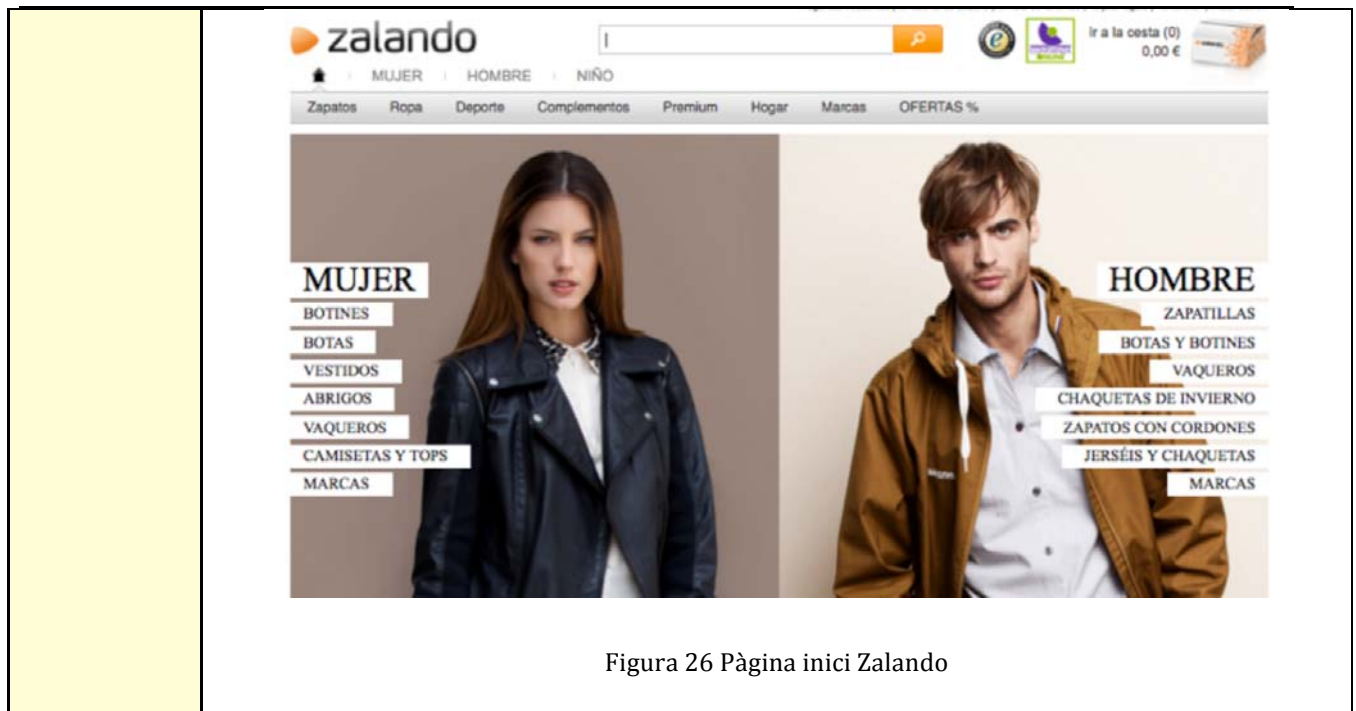 zalando
Ir a la cesta (0)
0,00 €
MUJER HOMBRE NIÑO
Zapatos Ropa Deporte Complementos Premium Hogar Marcas OFERTAS %
MUJER
BOTINES
BOTAS
VESTIDOS
ABRIGOS
VAQUEROS
CAMISETAS Y TOPS
MARCAS
HOMBRE
ZAPATILLAS
BOTAS Y BOTINES
VAQUEROS
CHAQUETAS DE INVIERNO
ZAPATOS CON CORDONES
JERSÉIS Y CHAQUETAS
MARCAS
Figura 26 Pàgina inici Zalando